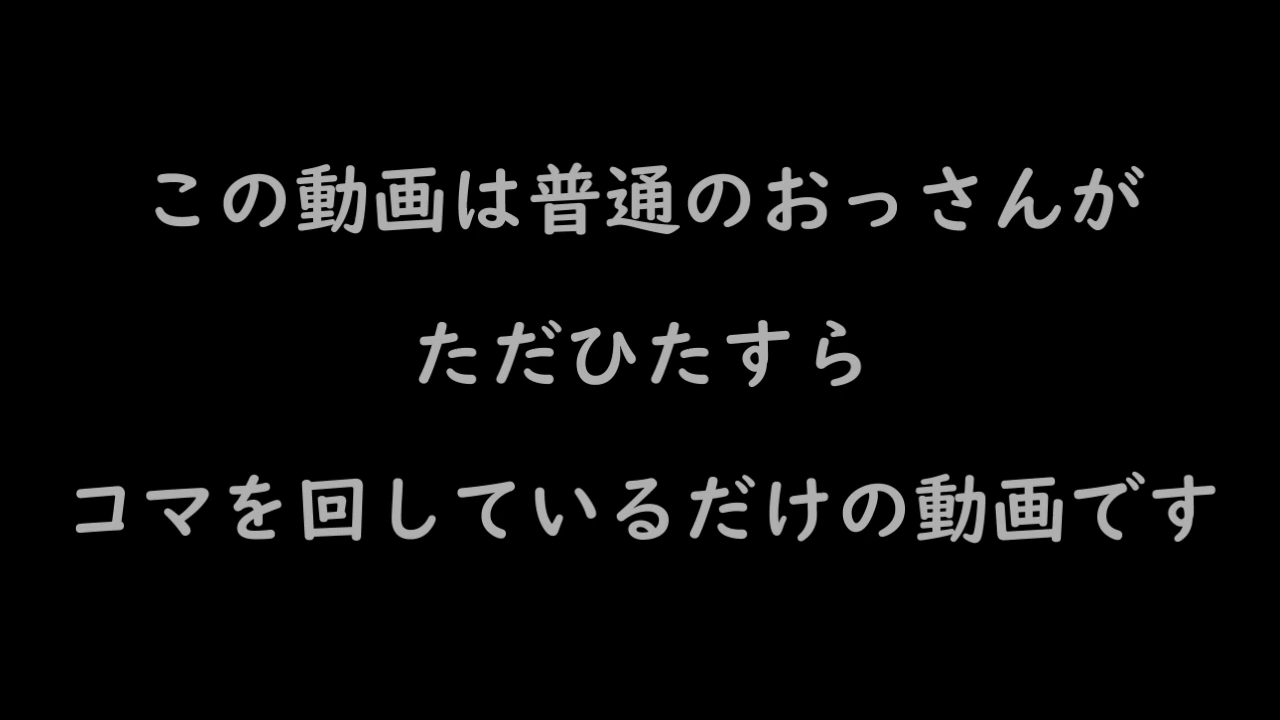 この動画は普通のおっさんが
ただひたすら
コマを回しているだけの動画です